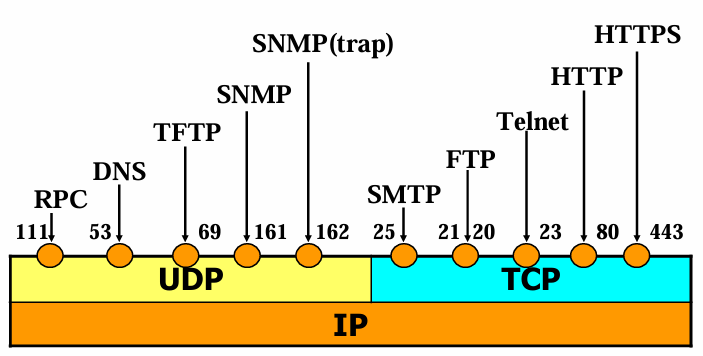 HTTPS
SNMP(trap)
HTTP
SNMP
Telnet
TFTP
FTP
DNS
SMTP
RPC
111 53 69 161 162 25 21 20 23 80 443
UDP TCP
IP